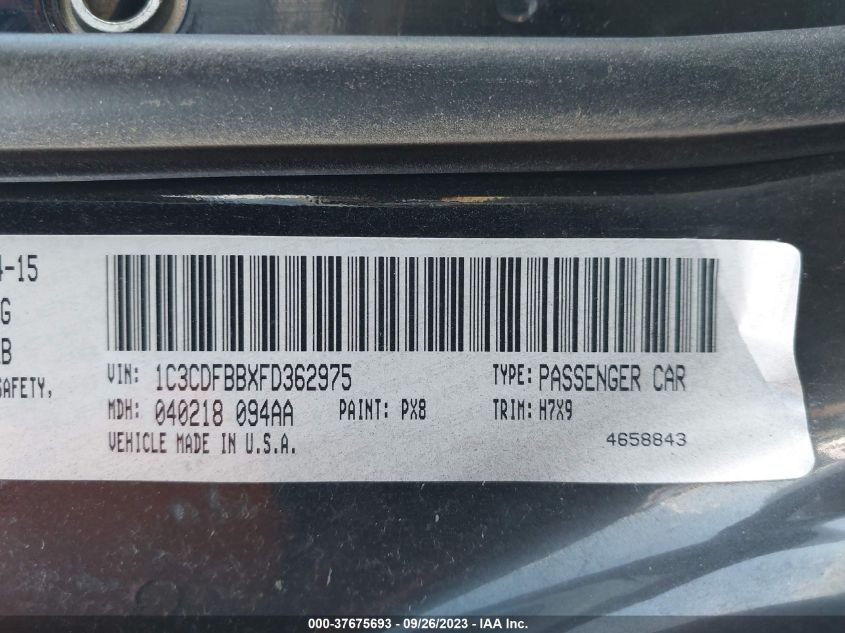 4-15
G
B
SAFETY,
VIN: 1C3CDFBBXFD362975 TYPE: PASSENGER CAR
MDH: 040218 094AA PAINT: PX8 TRIM: H7X9
VEHICLE MADE IN U.S.A. 4658843
000-37675693 - 09/26/2023 - IAA Inc.